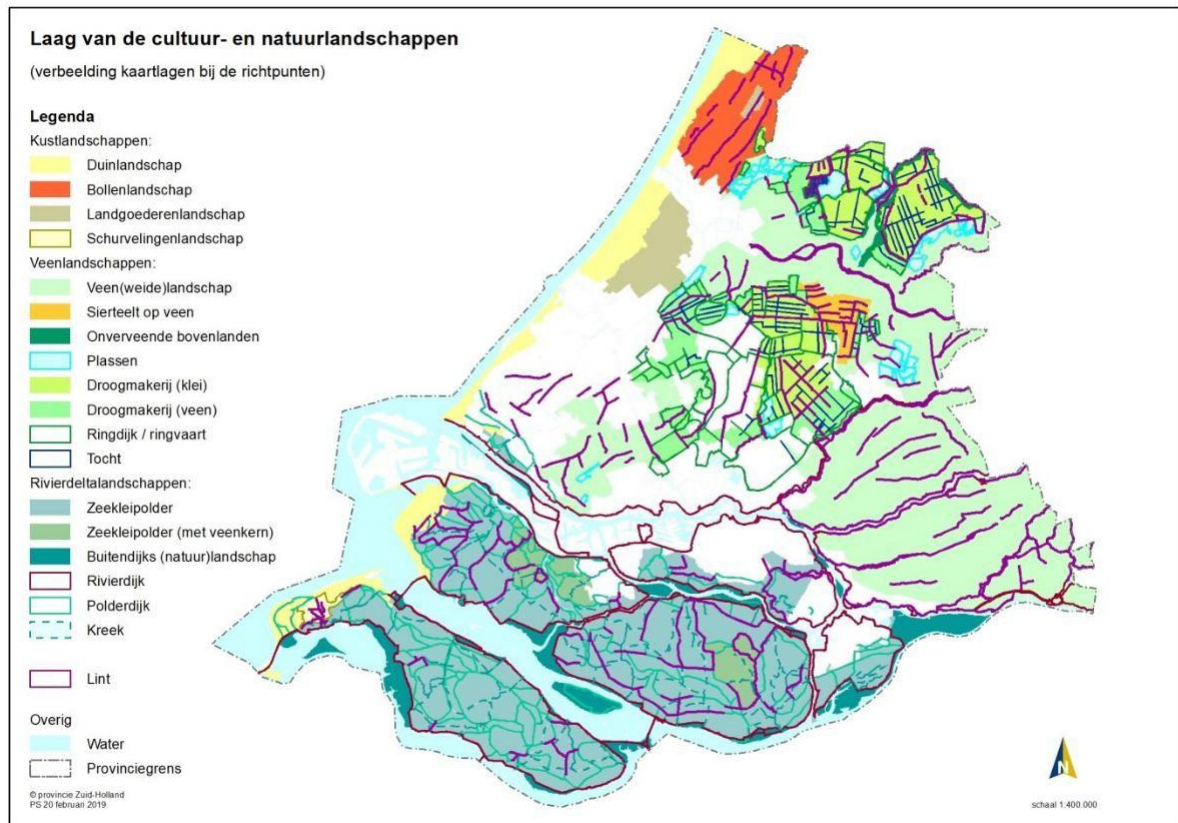 Laag van de cultuur- en natuurlandschappen
(verbeelding kaartlagen bij de richtpunten)
Legenda
Kustlandschappen:
Duinlandschap
Bollenlandschap
Landgoederenlandschap
Schurvelingenlandschap
Veenlandschappen:
Veen(weide)landschap
Sierteelt op veen
Onverveende bovenlanden
Plassen
Droogmakerij (klei)
Droogmakerij (veen)
Ringdijk / ringvaart
Tocht
Rivierdeltalandschappen:
Zeekleipolder
Zeekleipolder (met veenkern)
Buitendijks (natuur)landschap
Rivierdijk
Polderdijk
Kreek
Lint
Overig
Water
Provinciegrens
© provincie Zuid-Holland
PS 20 februari 2019
N
schaal 1:400.000